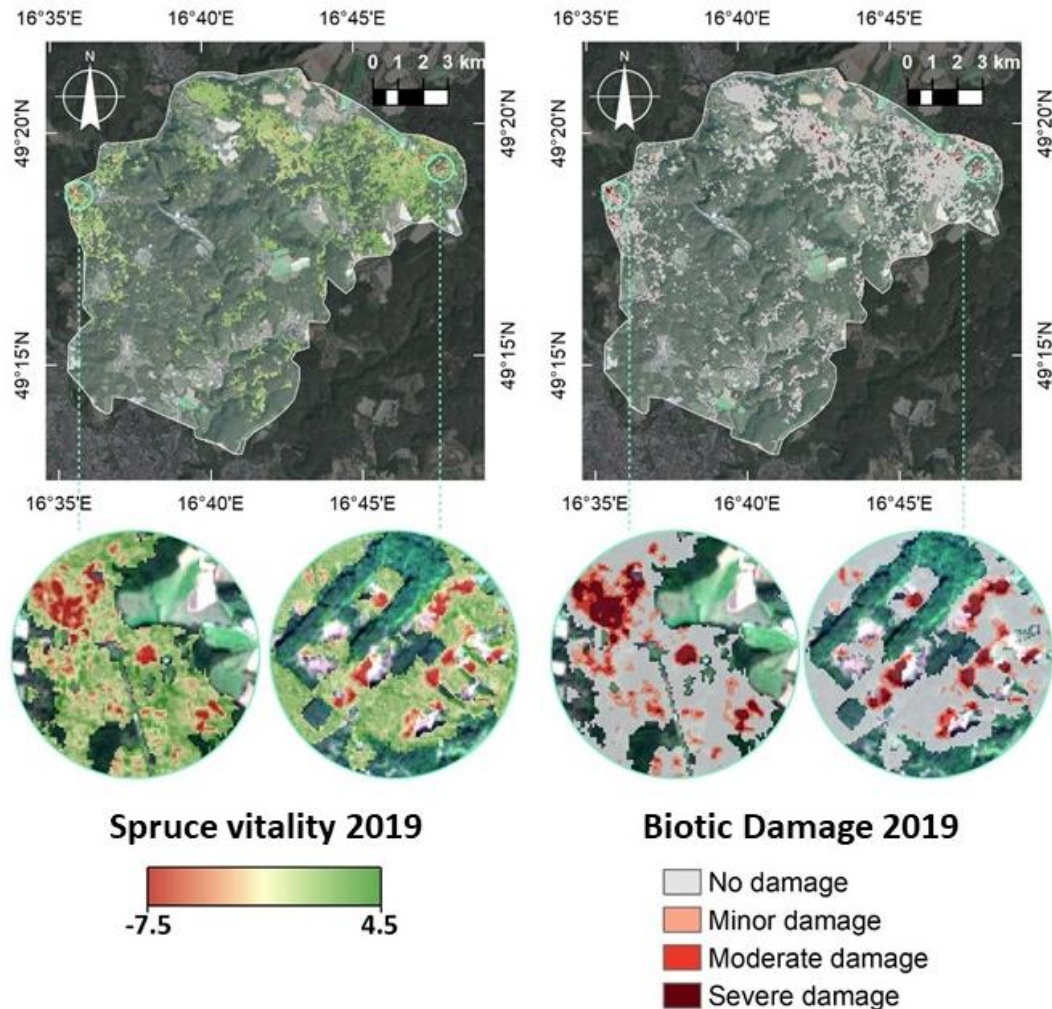 16°35'E 16°40'E 16°45'E
16°35'E 16°40'E 16°45'E
N
0 1 2 3 km
N
0 1 2 3 km
49°20'N
49°20'N
49°20'N
49°20'N
49°15'N
49°15'N
49°15'N
49°15'N
16°35'E 16°40'E 16°45'E
16°35'E 16°40'E 16°45'E
Spruce vitality 2019
-7.5 4.5
Biotic Damage 2019
No damage
Minor damage
Moderate damage
Severe damage